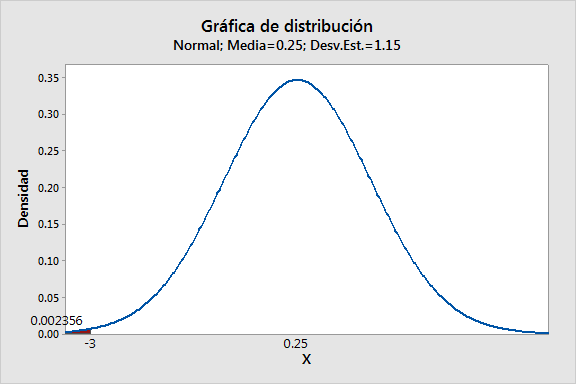 Gráfica de distribución
Normal; Media=0.25; Desv.Est.=1.15
0.35
0.30
0.25
0.20
0.15
0.10
0.05
0.00
Densidad
0.002356
-3
0.25
X